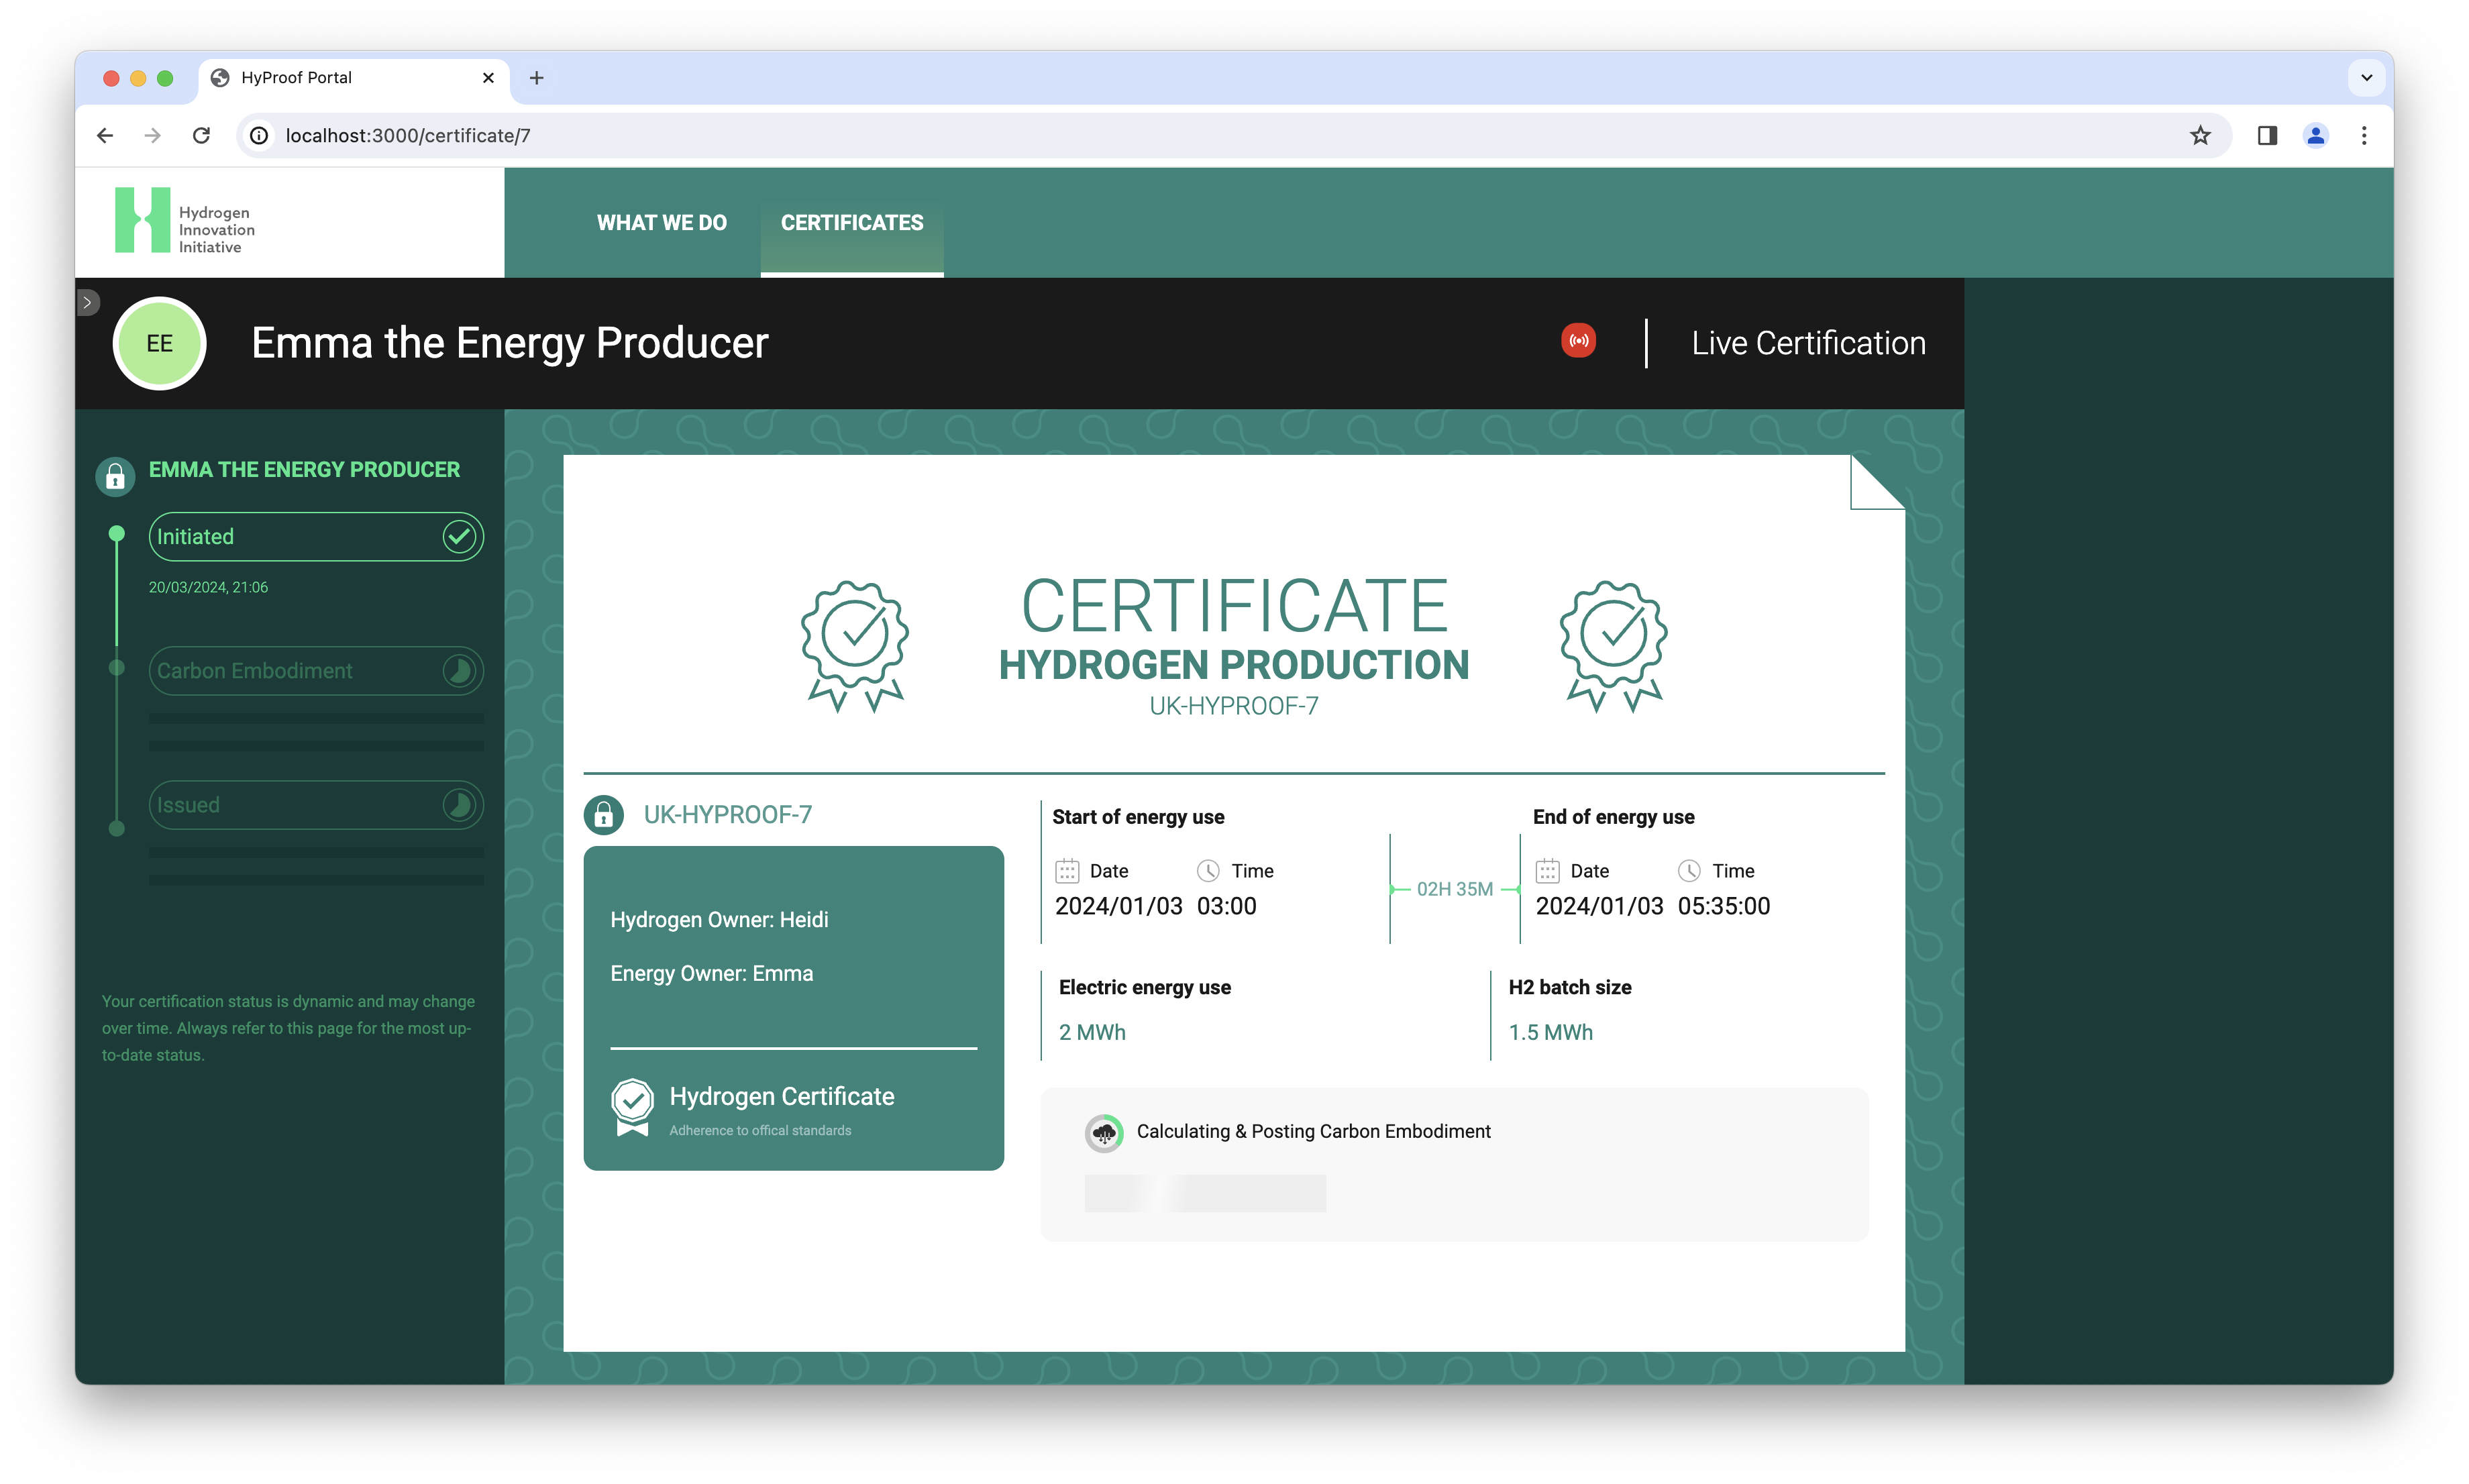 HyProof Portal
localhost:3000/certificate/7
Hydrogen
Innovation
Initiative
WHAT WE DO
CERTIFICATES
EE
Emma the Energy Producer
Live Certification
EMMA THE ENERGY PRODUCER
Initiated
20/03/2024, 21:06
Carbon Embodiment
Issued
Your certification status is dynamic and may change
over time. Always refer to this page for the most up-
to-date status.
CERTIFICATE
HYDROGEN PRODUCTION
UK-HYPROOF-7
UK-HYPROOF-7
Hydrogen Owner: Heidi
Energy Owner: Emma
Hydrogen Certificate
Adherence to offical standards
Start of energy use
Date Time
2024/01/03 03:00
02H 35M
End of energy use
Date Time
2024/01/03 05:35:00
Electric energy use
2 MWh
H2 batch size
1.5 MWh
Calculating & Posting Carbon Embodiment